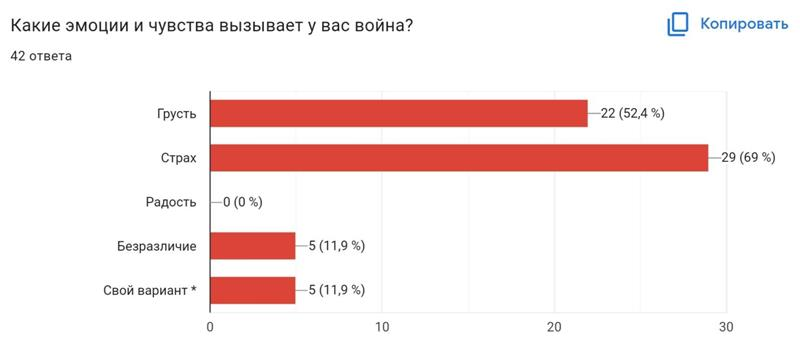 Какие эмоции и чувства вызывает у вас война?
Копировать
42 ответа
Грусть 22 (52,4 %)
Страх 29 (69 %)
Радость 0 (0 %)
Безразличие 5 (11,9 %)
Свой вариант * 5 (11,9 %)
0 10 20 30